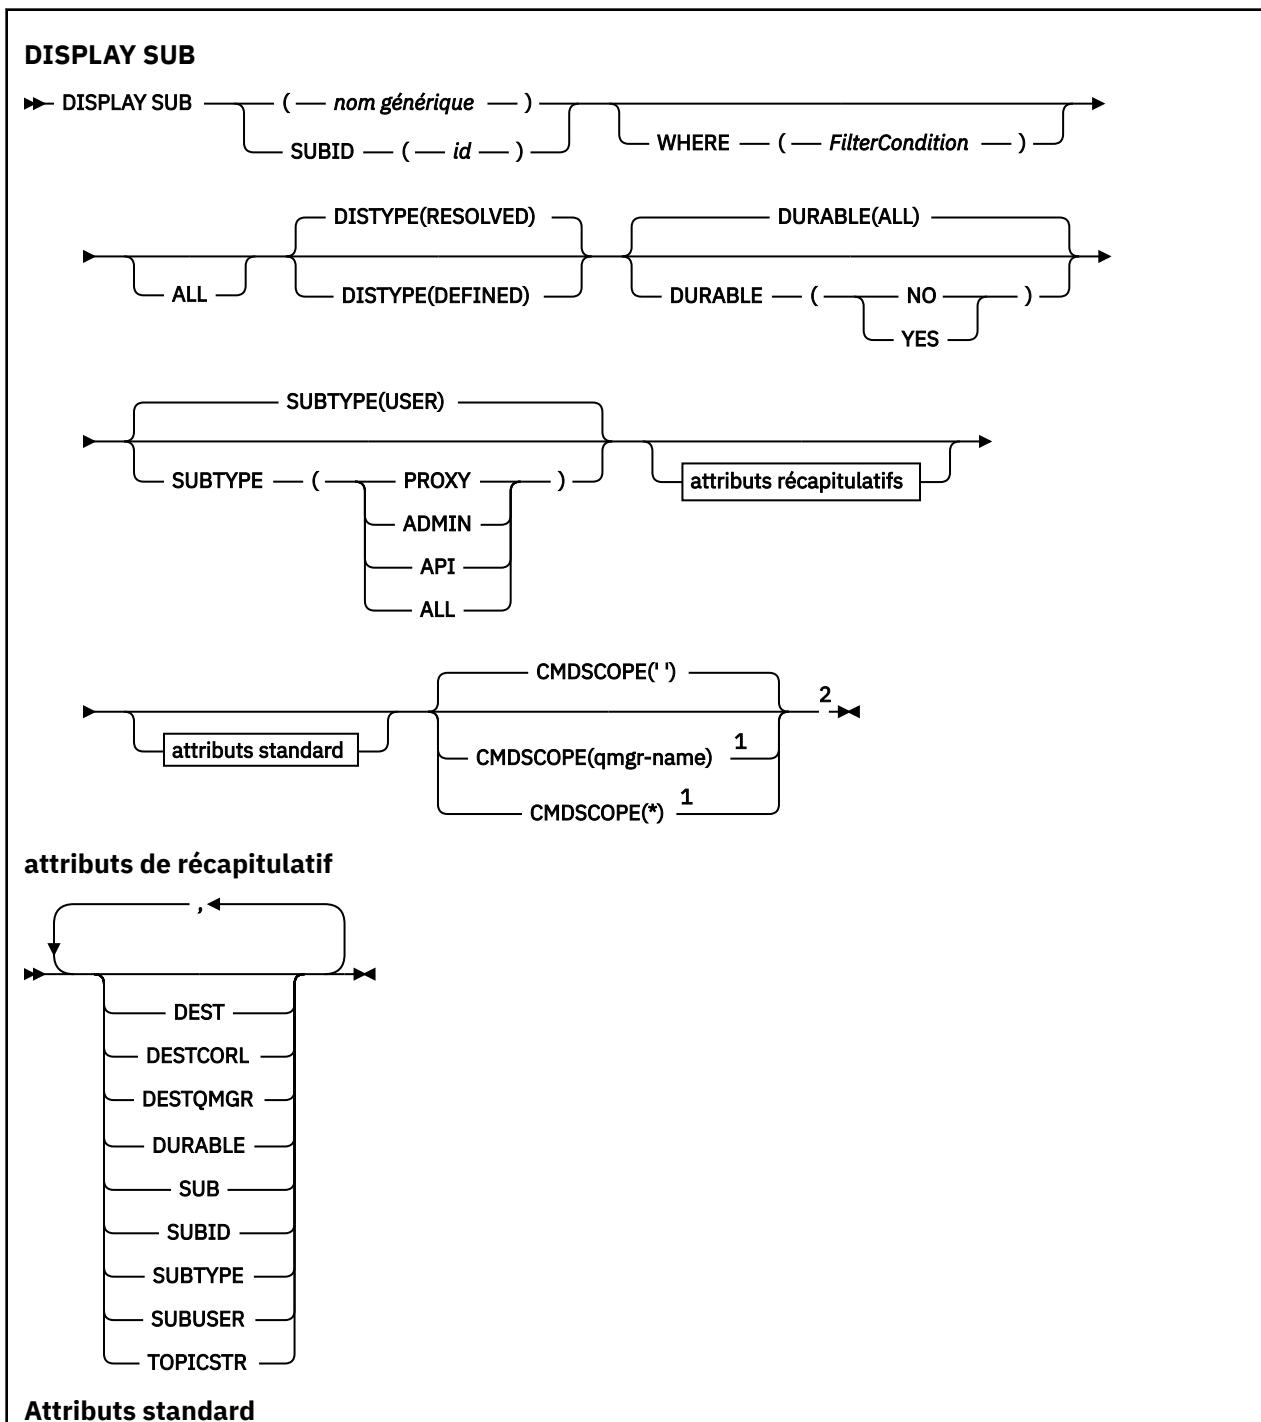 DISPLAY SUB
DISPLAY SUB ( nom générique )
SUBID ( id )
WHERE ( FilterCondition )
ALL
DISTYPE(RESOLVED)
DISTYPE(DEFINED)
DURABLE(ALL)
DURABLE ( NO )
YES
SUBTYPE(USER)
SUBTYPE ( PROXY )
ADMIN
API
ALL
attributs récapitulatifs
attributs standard
CMDSCOPE(' ')
CMDSCOPE(qmgr-name) 1
CMDSCOPE(*) 1
2
attributs de récapitulatif
,
DEST
DESTCORL
DESTQMGR
DURABLE
SUB
SUBID
SUBTYPE
SUBUSER
TOPICSTR
Attributs standard